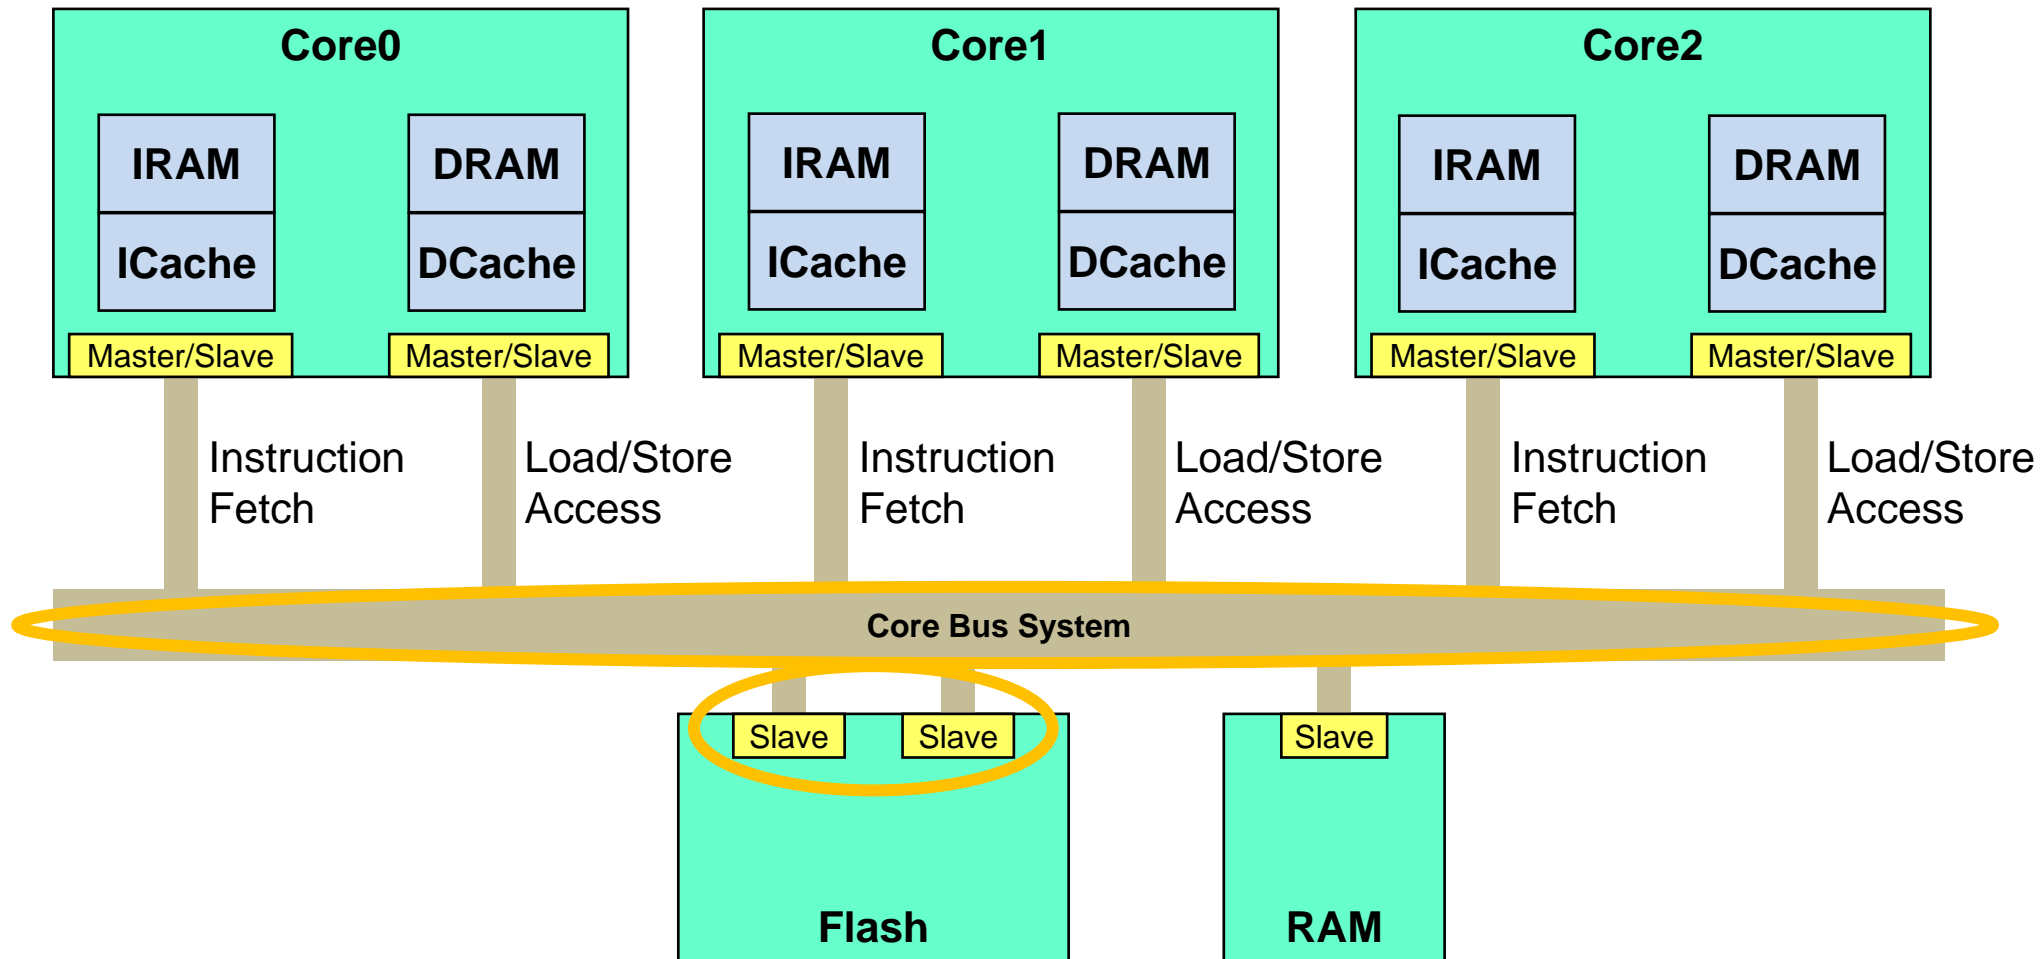 Core0
Core1
Core2
IRAM
DRAM
IRAM
DRAM
IRAM
DRAM
ICache
DCache
ICache
DCache
ICache
DCache
Master/Slave
Master/Slave
Master/Slave
Master/Slave
Master/Slave
Master/Slave
Instruction
Fetch
Load/Store
Access
Instruction
Fetch
Load/Store
Access
Instruction
Fetch
Load/Store
Access
Core Bus System
Slave
Slave
Slave
Flash
RAM